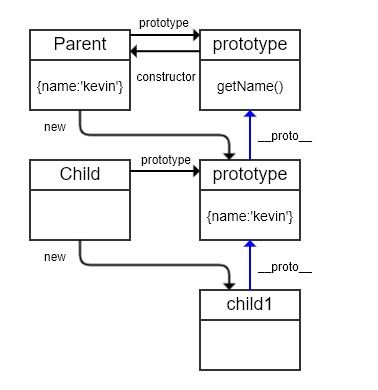 prototype
Parent
prototype
{name:'kevin'}
constructor
getName()
new
__proto__
prototype
Child
prototype
{name:'kevin'}
new
__proto__
child1